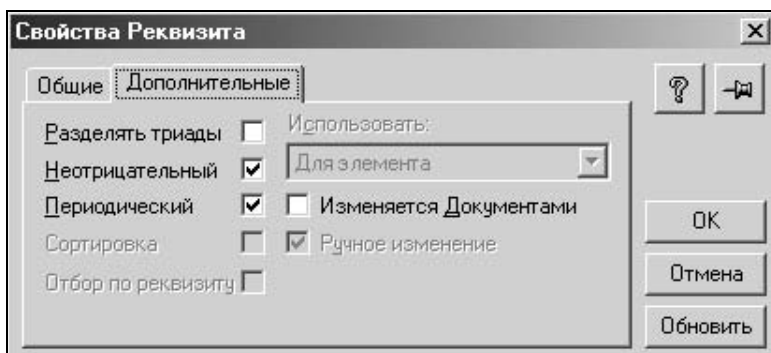 Свойства Реквизита
Общие Дополнительные
Разделять триады Использовать:
Неотрицательный Для элемента
Периодический Изменяется Документами
Сортировка Ручное изменение
Отбор по реквизиту
OK
Отмена
Обновить